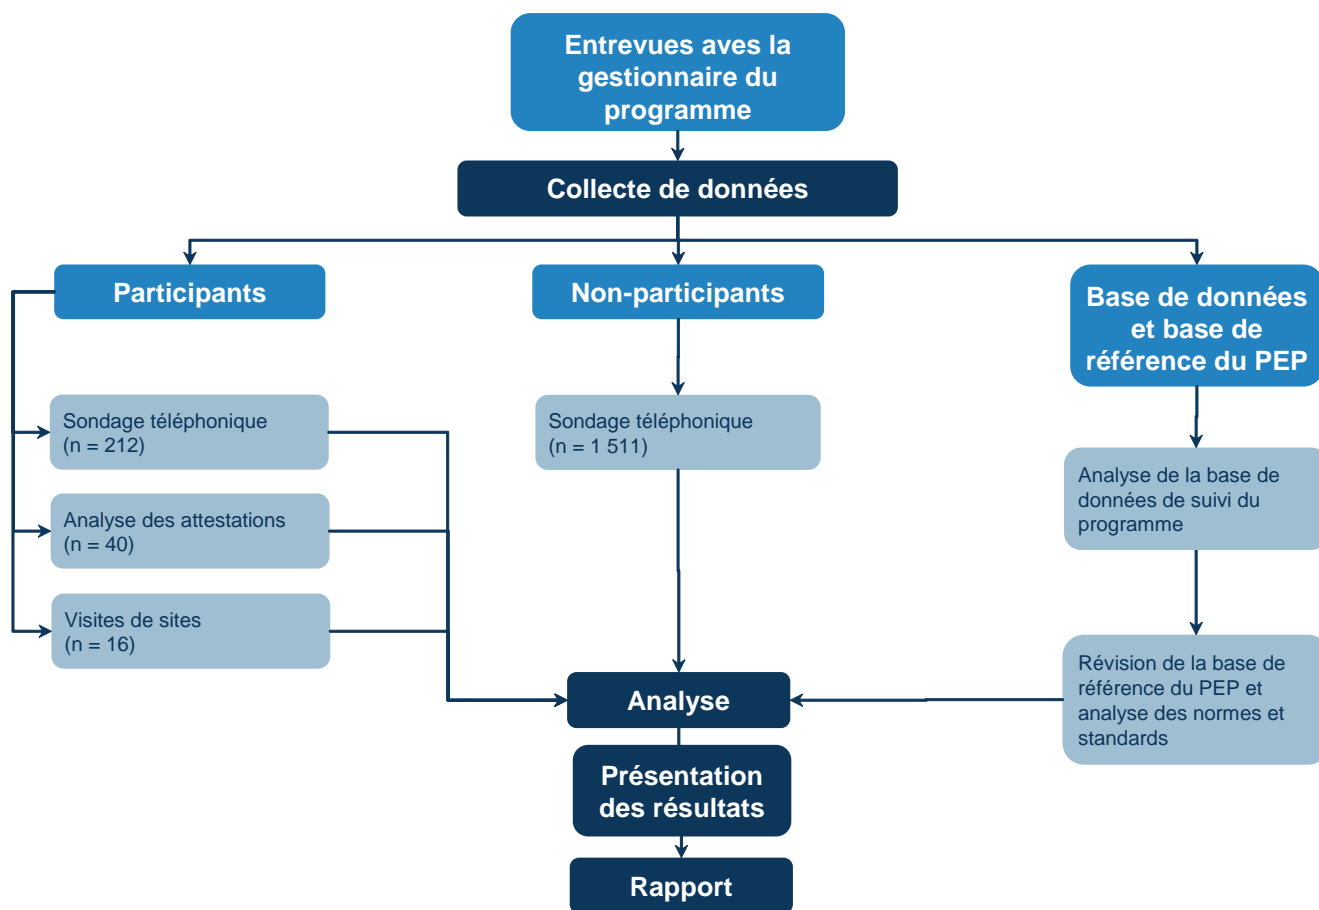 Entrevues aves la
gestionnaire du
programme
Collecte de données
Participants
Non-participants
Base de données
et base de
référence du PEP
Sondage téléphonique
(n = 212)
Sondage téléphonique
(n = 1 511)
Analyse de la base de
données de suivi du
programme
Analyse des attestations
(n = 40)
Visites de sites
(n = 16)
Révision de la base de
référence du PEP et
analyse des normes et
standards
Analyse
Présentation
des résultats
Rapport